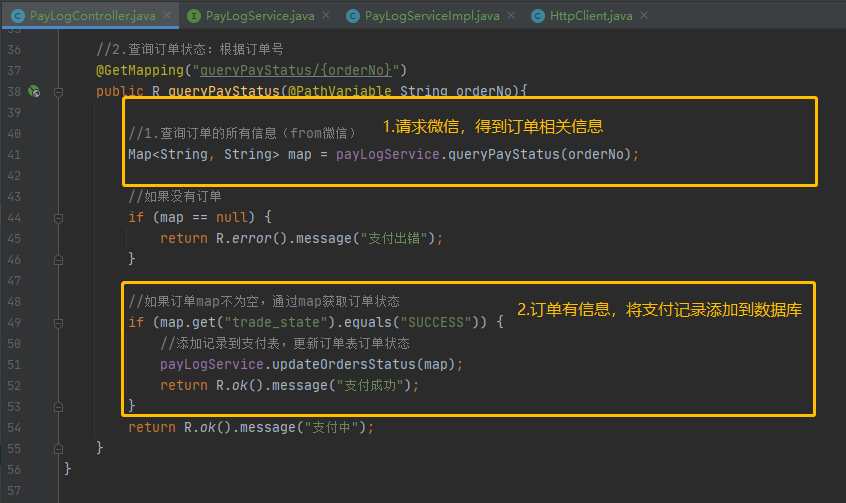 PayLogController.java × PayLogService.java × PayLogServiceImpl.java × HttpClient.java ×
36 //2.查询订单状态：根据订单号
37 @GetMapping("queryPayStatus/{orderNo}")
38 public R queryPayStatus(@PathVariable String orderNo){
39
40 //1.查询订单的所有信息（from微信） 1.请求微信，得到订单相关信息
41 Map<String, String> map = payLogService.queryPayStatus(orderNo);
42
43 //如果没有订单
44 if (map == null) {
45 return R.error().message("支付出错");
46 }
47
48 //如果订单map不为空，通过map获取订单状态
49 if (map.get("trade_state").equals("SUCCESS")) { 2.订单有信息，将支付记录添加到数据库
50 //添加记录到支付表，更新订单表订单状态
51 payLogService.updateOrdersStatus(map);
52 return R.ok().message("支付成功");
53 }
54 return R.ok().message("支付中");
55 }
56 }
57